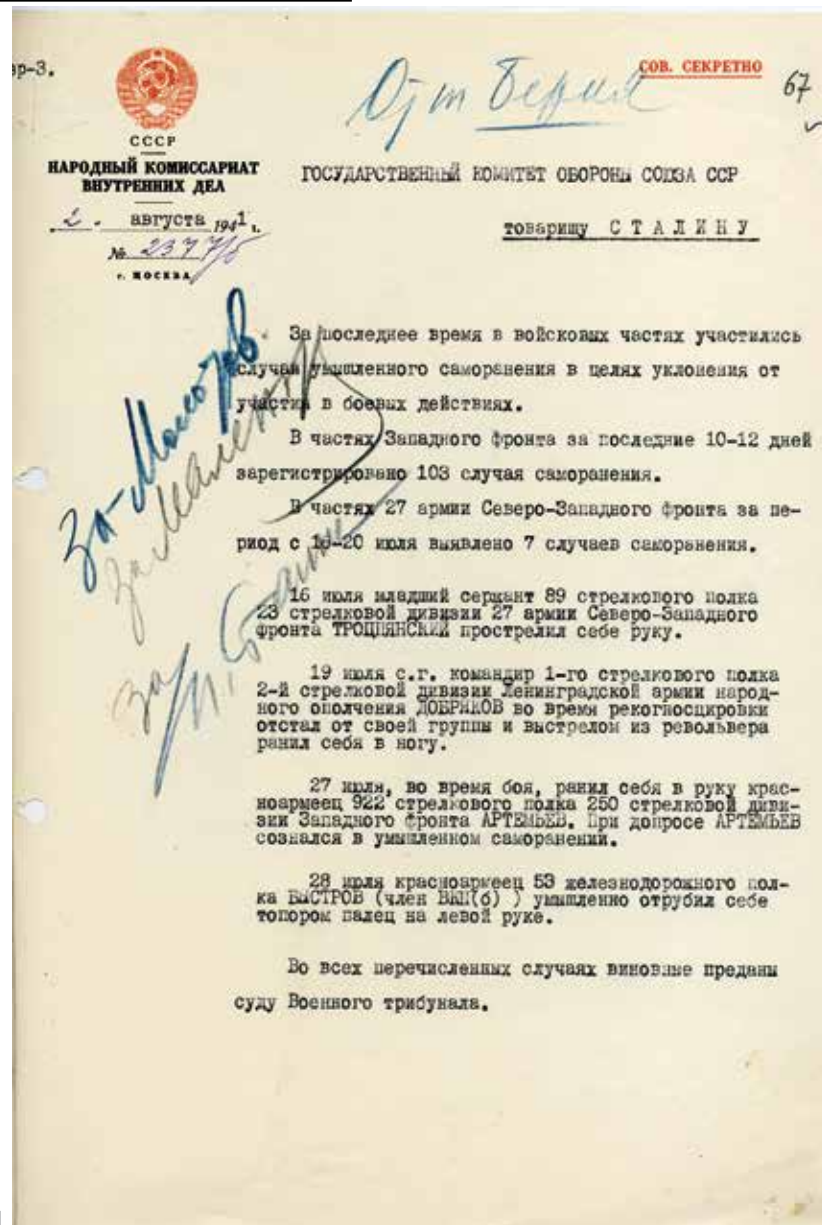 эр-3.
СОВ. СЕКРЕТНО
От Берия
67
СССР
НАРОДНЫЙ КОМИССАРИАТ
ВНУТРЕННИХ ДЕЛ
2. августа 1941 г.
№ 2377/б
г. МОСКВА
ГОСУДАРСТВЕННЫЙ КОМИТЕТ ОБОРОНЫ СОЮЗА ССР
товарищу СТАЛИНУ
За последнее время в войсковых частях участились
случаи умышленного саморанения в целях уклонения от
участия в боевых действиях.
В частях Западного фронта за последние 10-12 дней
зарегистрировано 103 случая саморанения.
В частях 27 армии Северо-Западного фронта за пе-
риод с 16-20 июля выявлено 7 случаев саморанения.
16 июля младший сержант 89 стрелкового полка
23 стрелковой дивизии 27 армии Северо-Западного
фронта ТРОЦЛЯНСКИЙ прострелил себе руку.
19 июля с.г. командир 1-го стрелкового полка
2-й стрелковой дивизии Ленинградской армии народ-
ного ополчения ДОБРЯКОВ во время рекогносцировки
отстал от своей группы и выстрелом из револьвера
ранил себя в ногу.
27 июля, во время боя, ранил себя в руку крас-
ноармеец 922 стрелкового полка 250 стрелковой диви-
зии Западного фронта АРТЕМЬЕВ. При допросе АРТЕМЬЕВ
сознался в умышленном саморанении.
28 июля красноармеец 53 железнодорожного пол-
ка БЫСТРОВ (член ВКП(б) ) умышленно отрубил себе
топором палец на левой руке.
Во всех перечисленных случаях виновные преданы
суду Военного трибунала.
за - Молотов
за Маленков
за И. Сталин